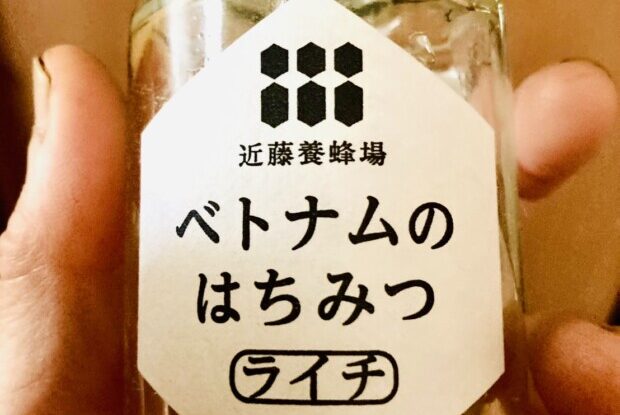 近藤養蜂場
ベトナムの
はちみつ
ライチ